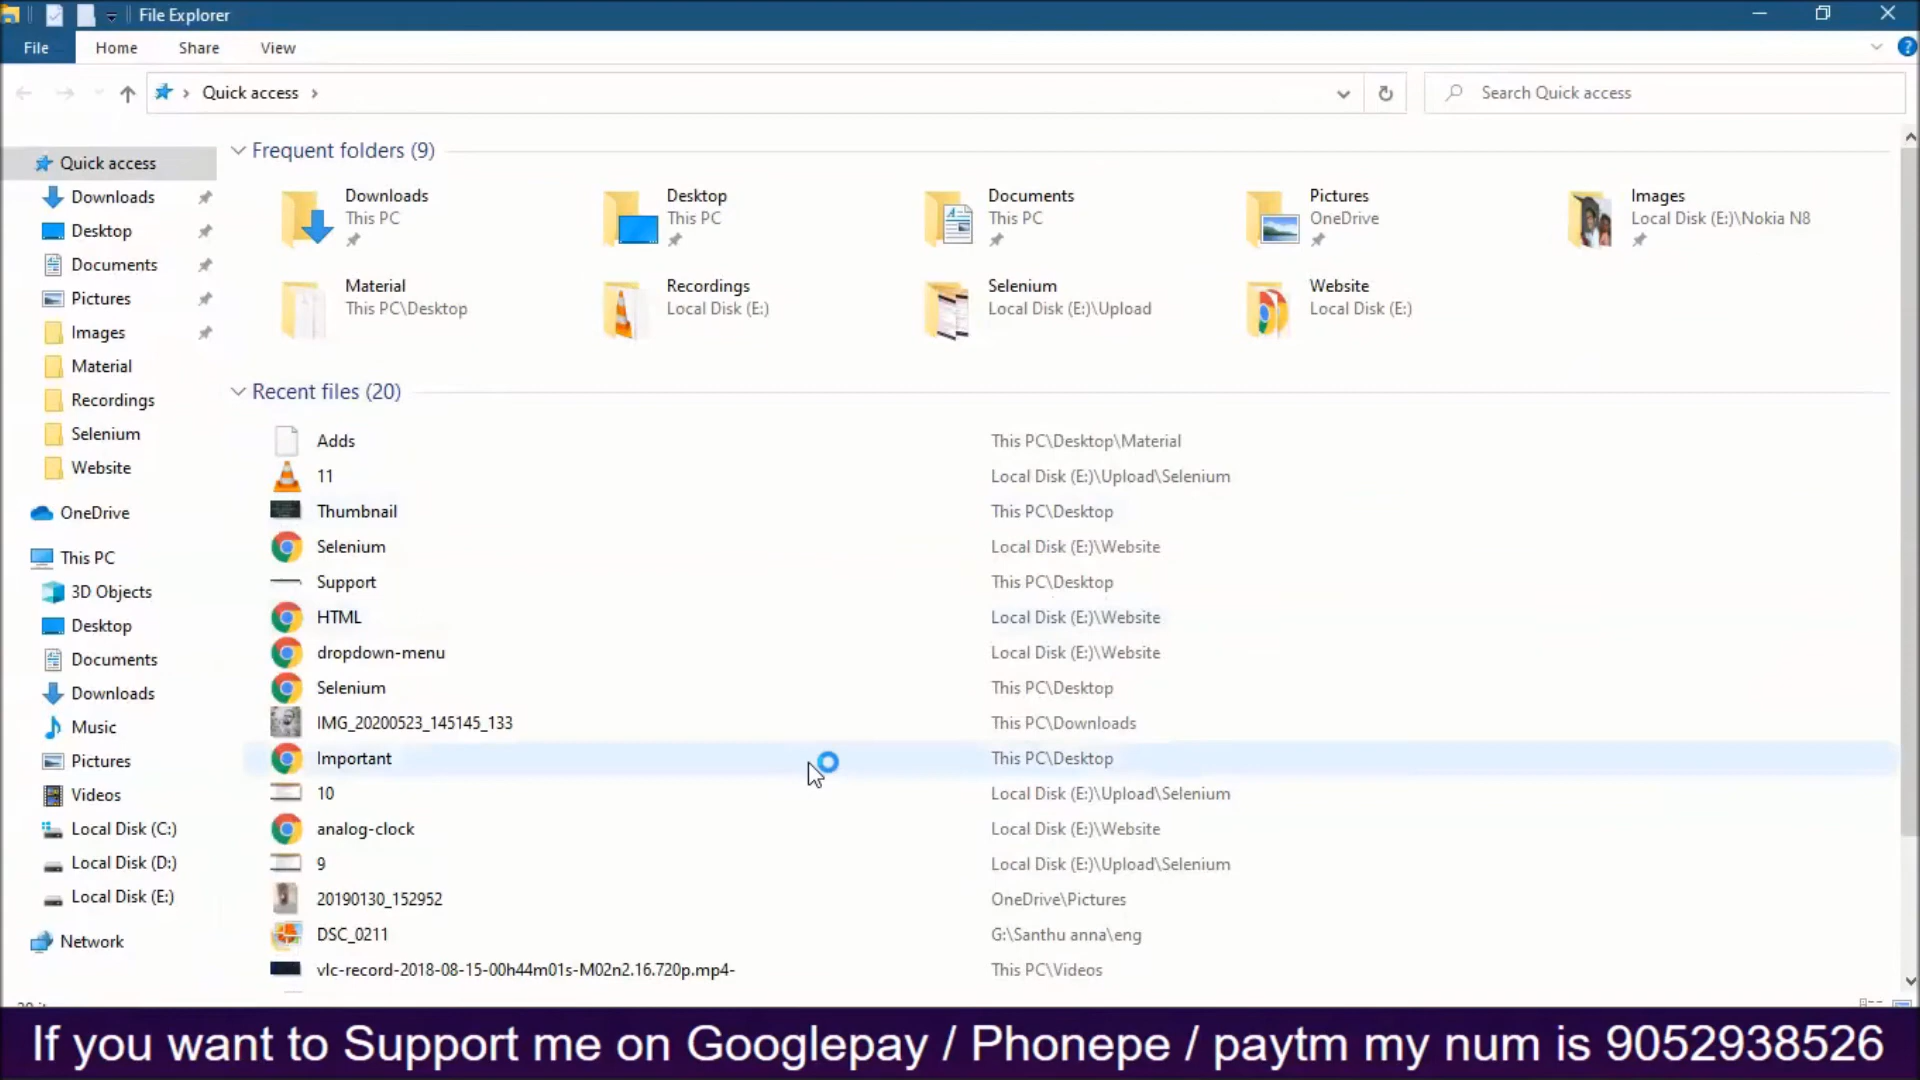 File Explorer
File Home Share View
Quick access
Search Quick access
Quick access
Downloads
Desktop
Documents
Pictures
Images
Material
Recordings
Selenium
Website
OneDrive
This PC
3D Objects
Desktop
Documents
Downloads
Music
Pictures
Videos
Local Disk (C:)
Local Disk (D:)
Local Disk (E:)
Network
Frequent folders (9)
Downloads
This PC
Desktop
This PC
Documents
This PC
Pictures
OneDrive
Images
Local Disk (E:)\Nokia N8
Material
This PC\Desktop
Recordings
Local Disk (E:)
Selenium
Local Disk (E:)\Upload
Website
Local Disk (E:)
Recent files (20)
Adds This PC\Desktop\Material
11 Local Disk (E:)\Upload\Selenium
Thumbnail This PC\Desktop
Selenium Local Disk (E:)\Website
Support This PC\Desktop
HTML Local Disk (E:)\Website
dropdown-menu Local Disk (E:)\Website
Selenium This PC\Desktop
IMG_20200523_145145_133 This PC\Downloads
Important This PC\Desktop
10 Local Disk (E:)\Upload\Selenium
analog-clock Local Disk (E:)\Website
9 Local Disk (E:)\Upload\Selenium
20190130_152952 OneDrive\Pictures
DSC_0211 G:\Santhu anna\eng
vlc-record-2018-08-15-00h44m01s-M02n2.16.720p.mp4- This PC\Videos
If you want to Support me on Googlepay / Phonepe / paytm my num is 9052938526